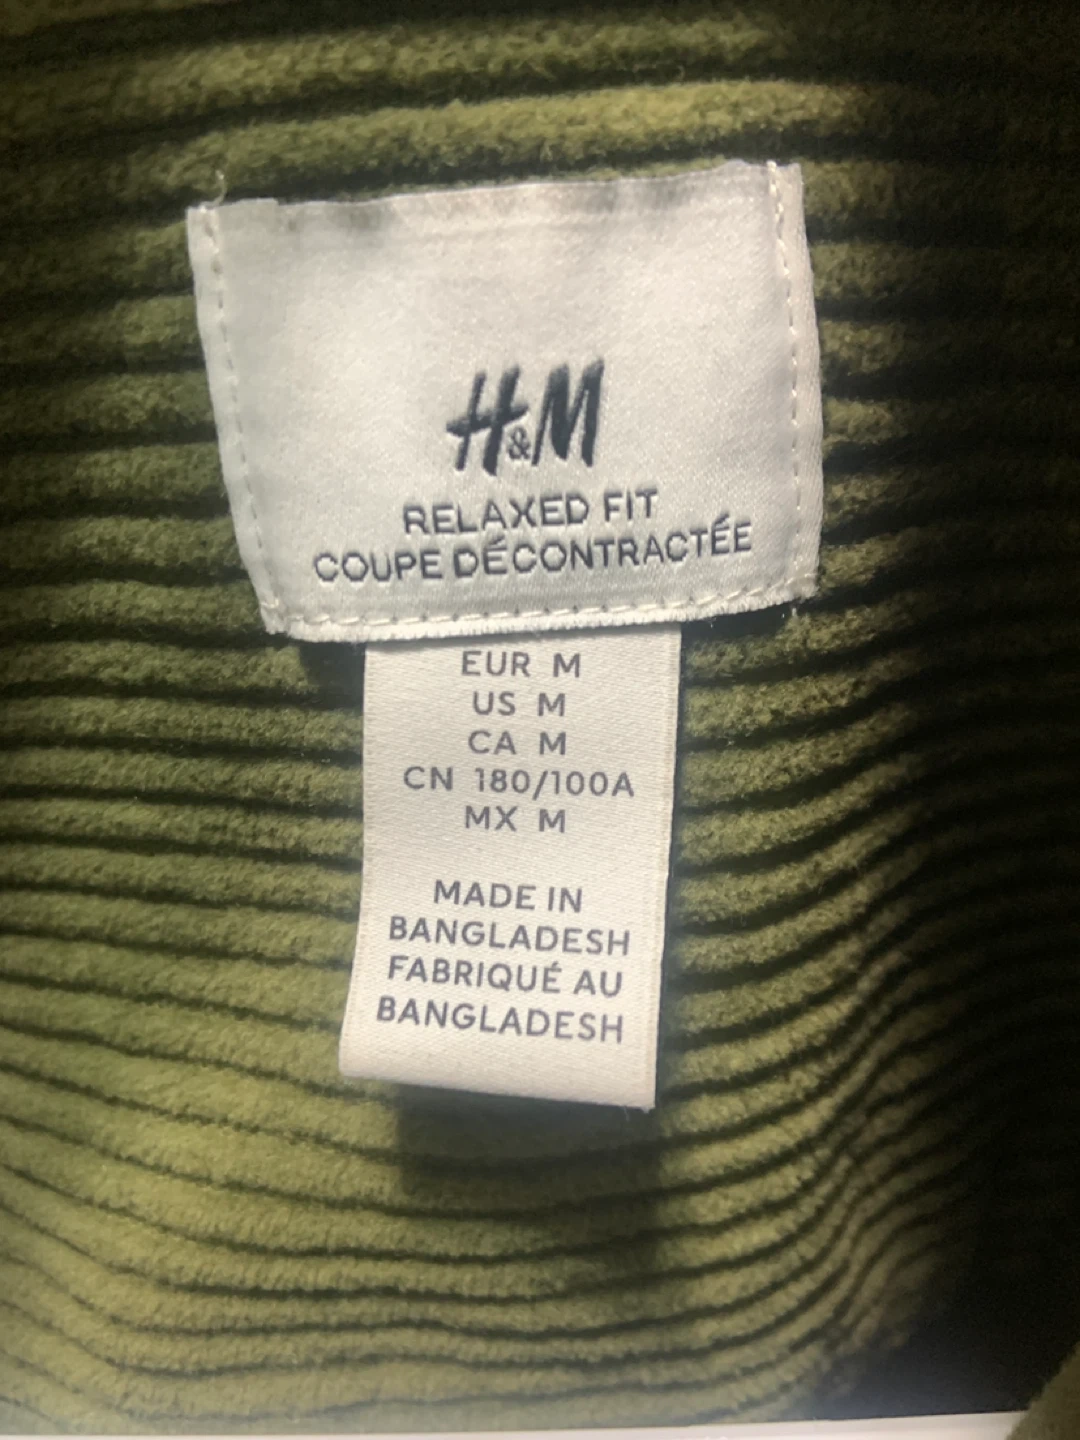 H&M
RELAXED FIT
COUPE DÉCONTRACTÉE
EUR M
US M
CA M
CN 180/100A
MX M
MADE IN
BANGLADESH
FABRIQUÉ AU
BANGLADESH